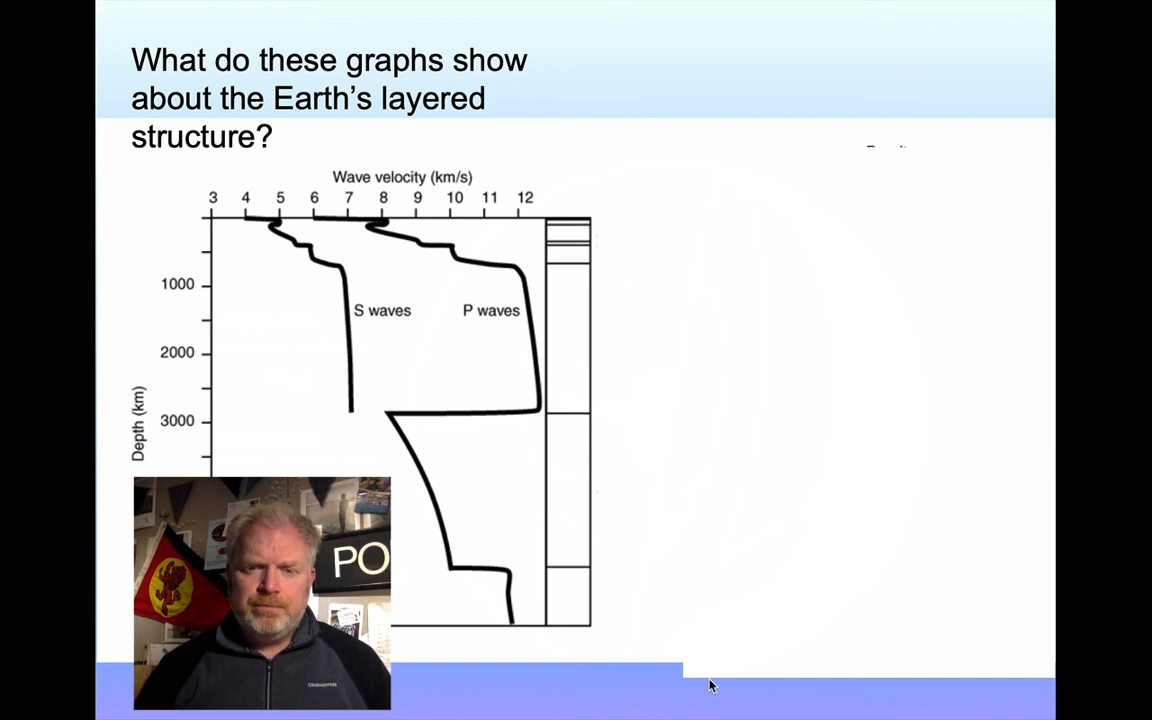 What do these graphs show
about the Earth’s layered
structure?
Wave velocity (km/s)
3 4 5 6 7 8 9 10 11 12
1000
S waves P waves
2000
3000
Depth (km)
PO